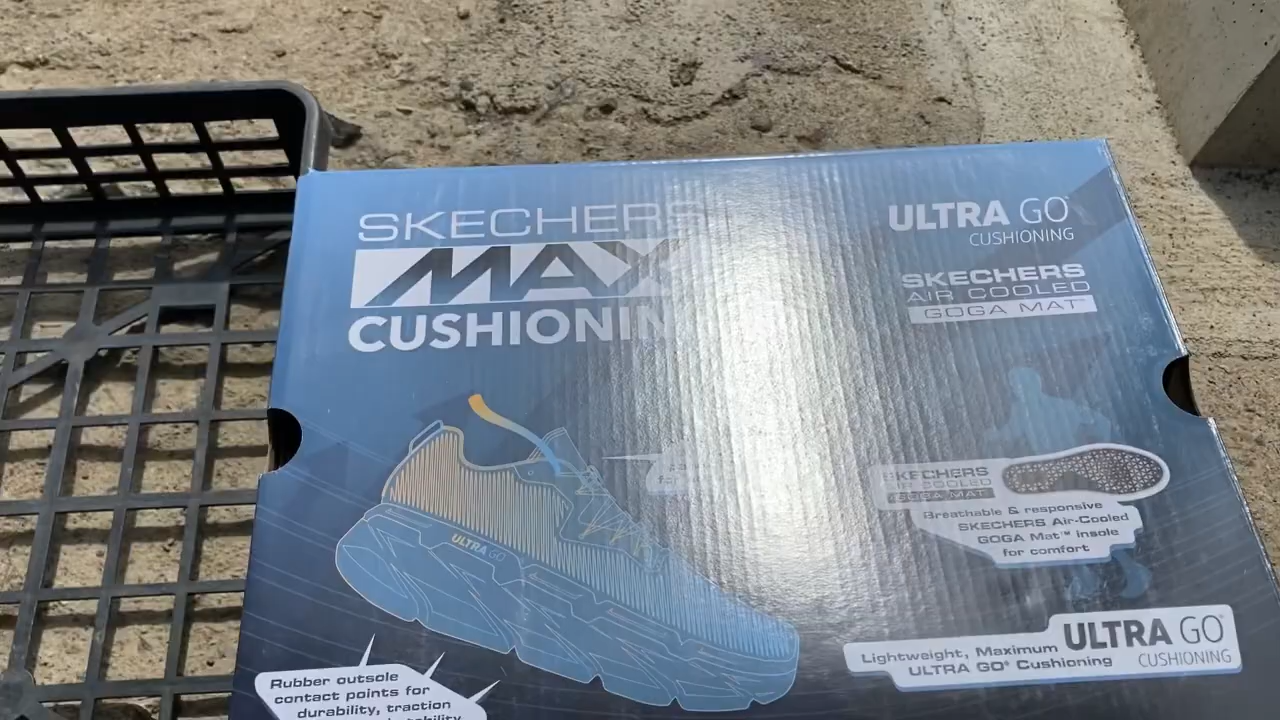 SKECHERS
MAX
CUSHIONIN
ULTRA GO
CUSHIONING
SKECHERS
AIR COOLED
GOGA MAT™
ULTRA GO
SKECHERS
AIR COOLED
GOGA MAT
Breathable & responsive
SKECHERS Air-Cooled
GOGA Mat™ insole
for comfort
Lightweight, Maximum
ULTRA GO® Cushioning
ULTRA GO®
CUSHIONING
Rubber outsole
contact points for
durability, traction